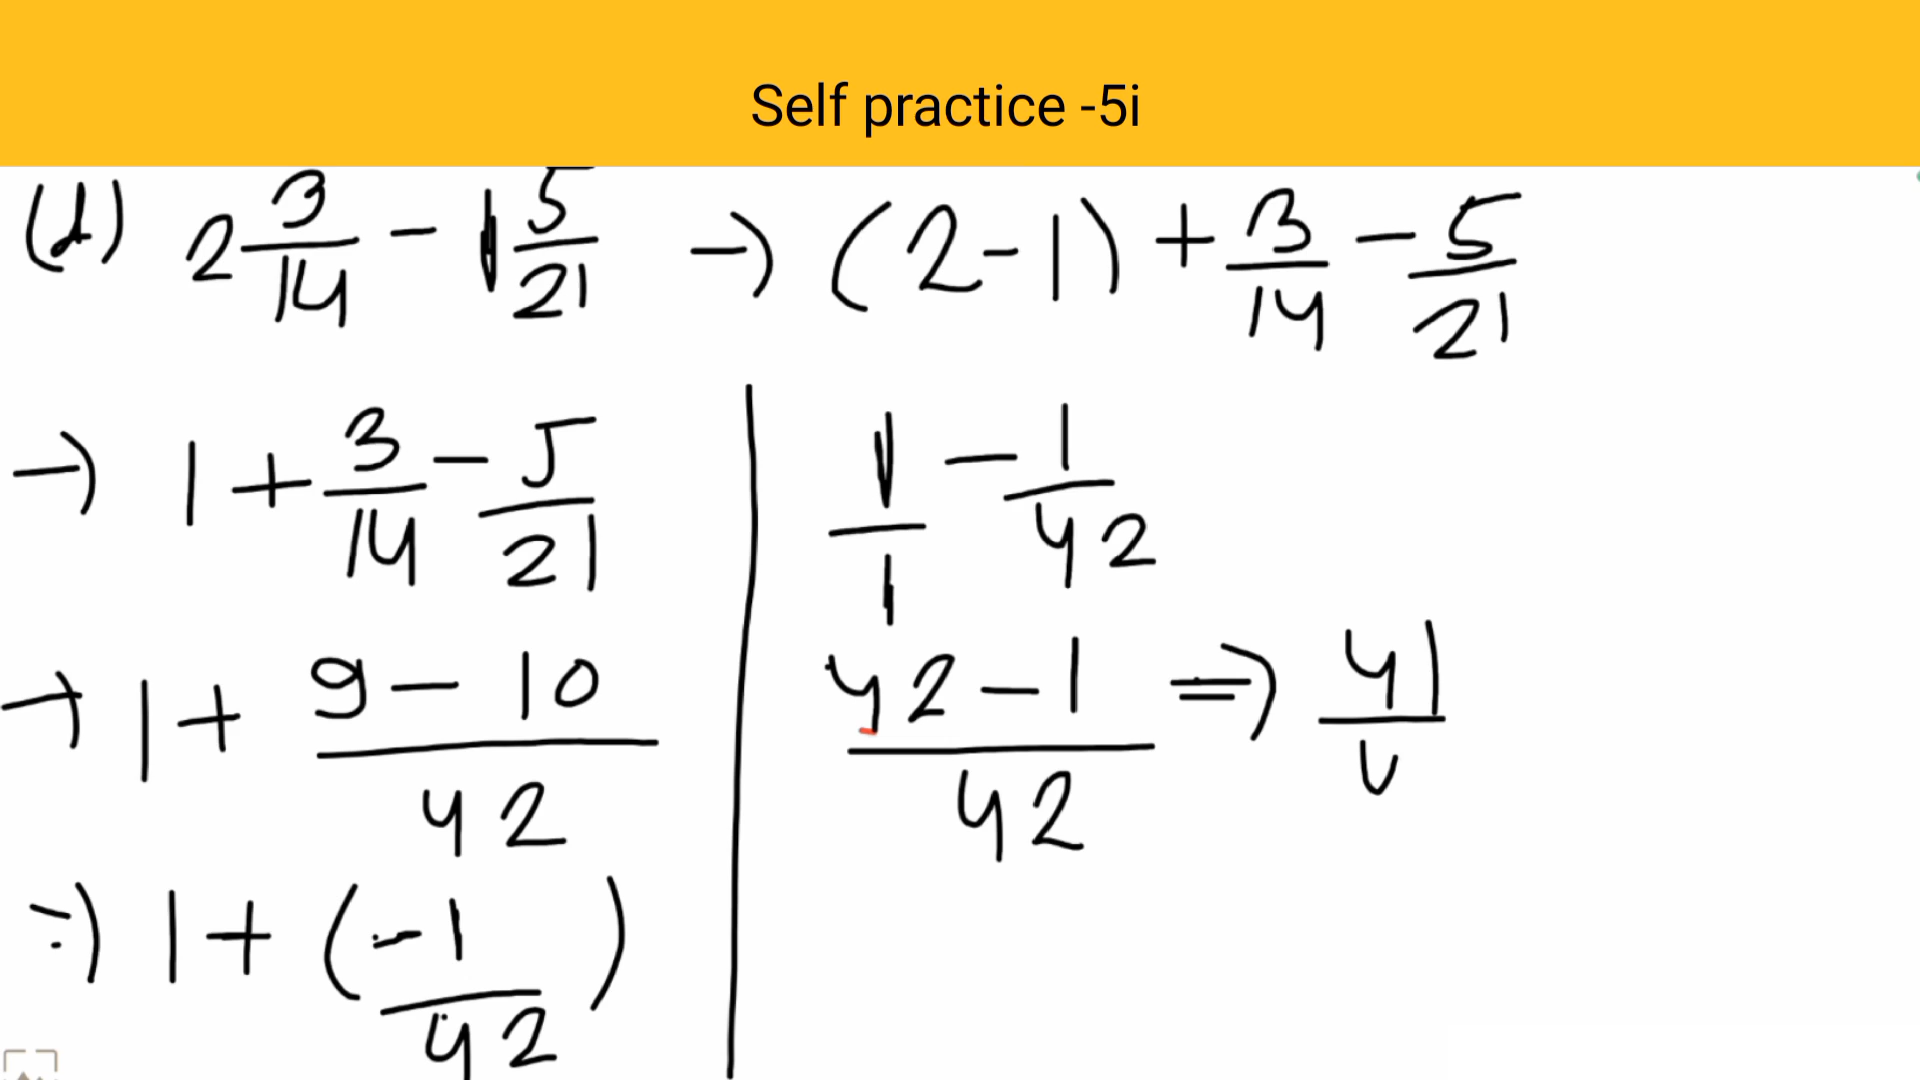 Self practice -5i
(d) 2 3/14 - 1 5/21 → (2-1) + 3/14 - 5/21
→ 1 + 3/14 - 5/21
→ 1 + 9 - 10/42
⇒ 1 + (-1/42)
1/1 - 1/42
42 - 1/42 ⇒ 41/